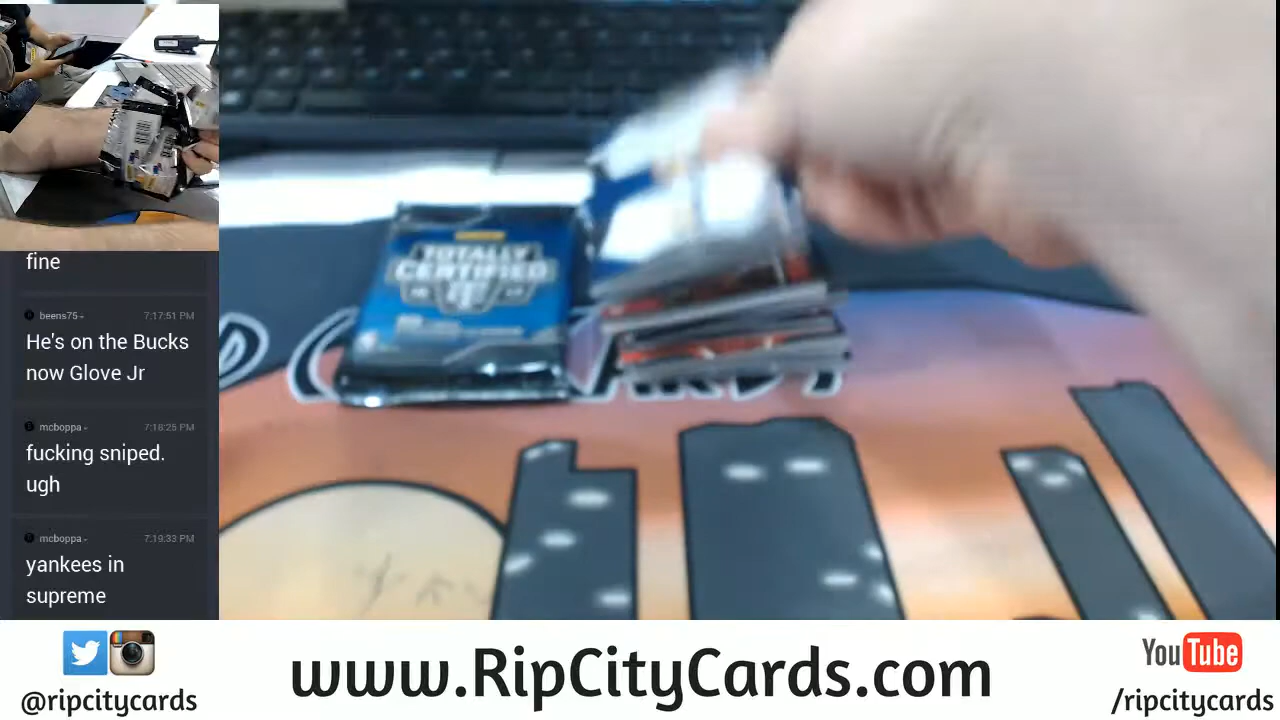 fine
beens75
7:17:51 PM
He's on the Bucks
now Glove Jr
mcboppa
7:18:25 PM
fucking sniped.
ugh
mcboppa
7:19:33 PM
yankees in
supreme
TOTALLY
CERTIFIED
@ripcitycards
www.RipCityCards.com
YouTube
/ripcitycards